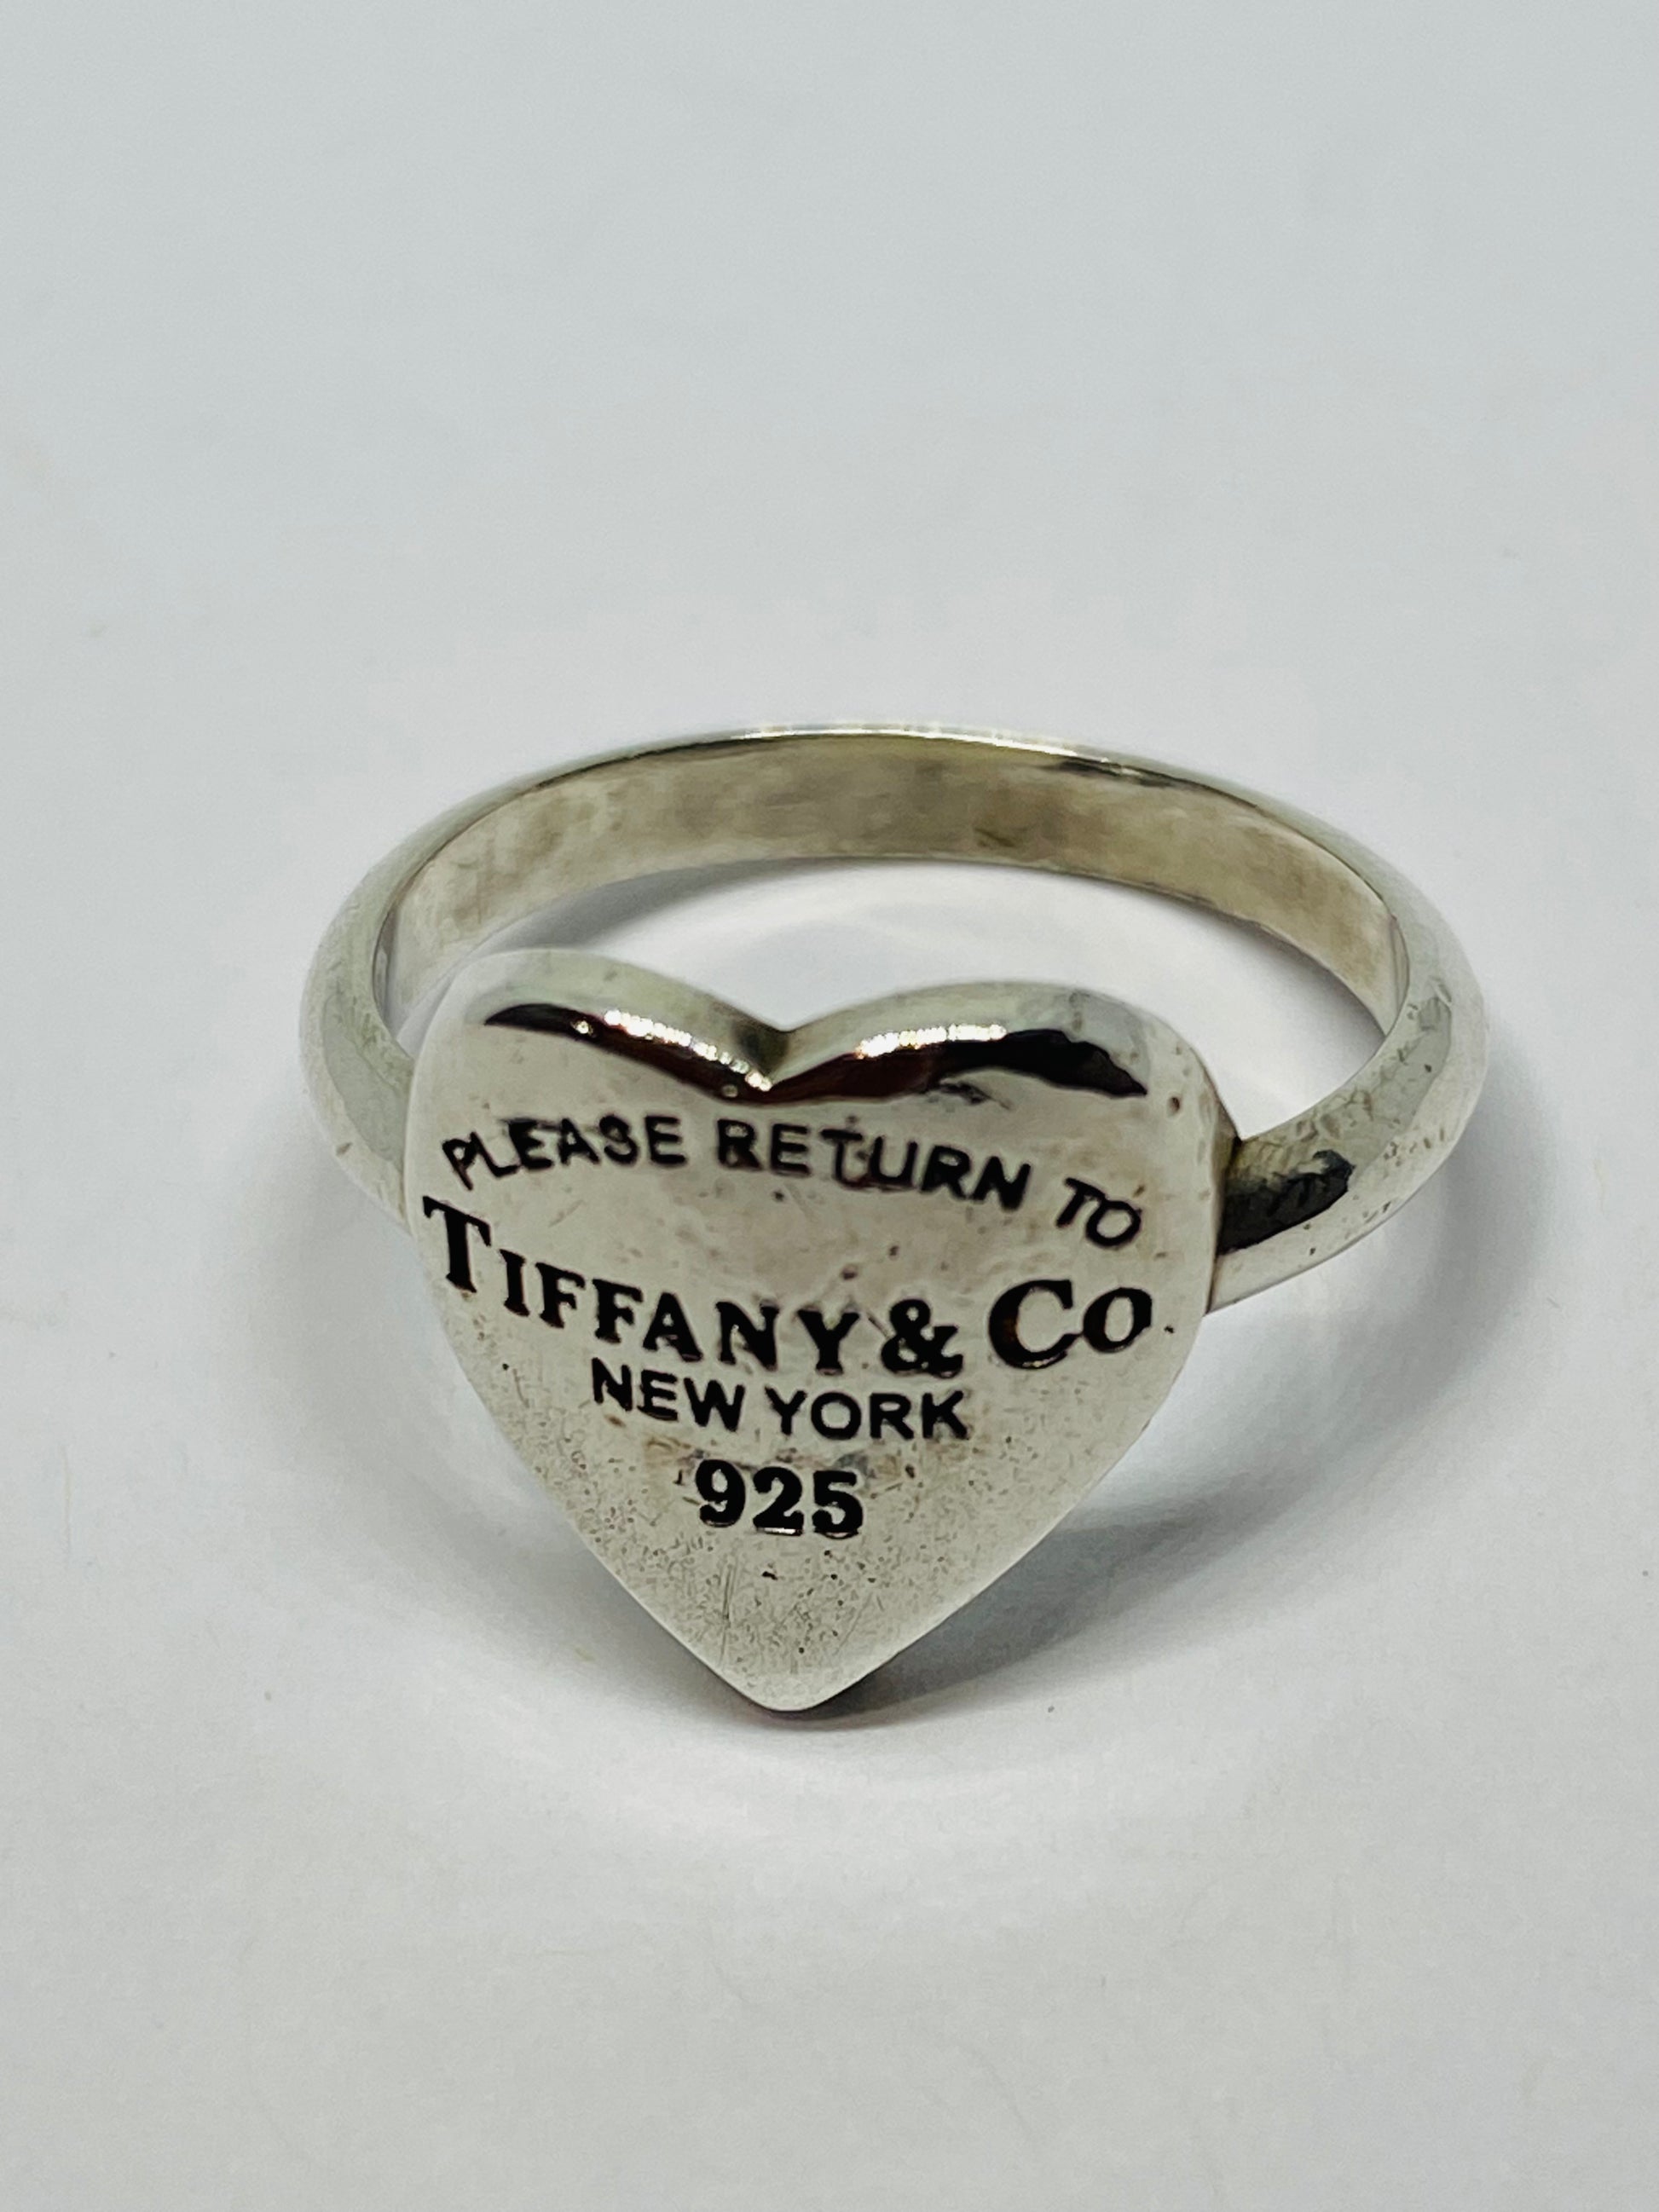 PLEASE RETURN TO
TIFFANY & CO.
NEW YORK
925